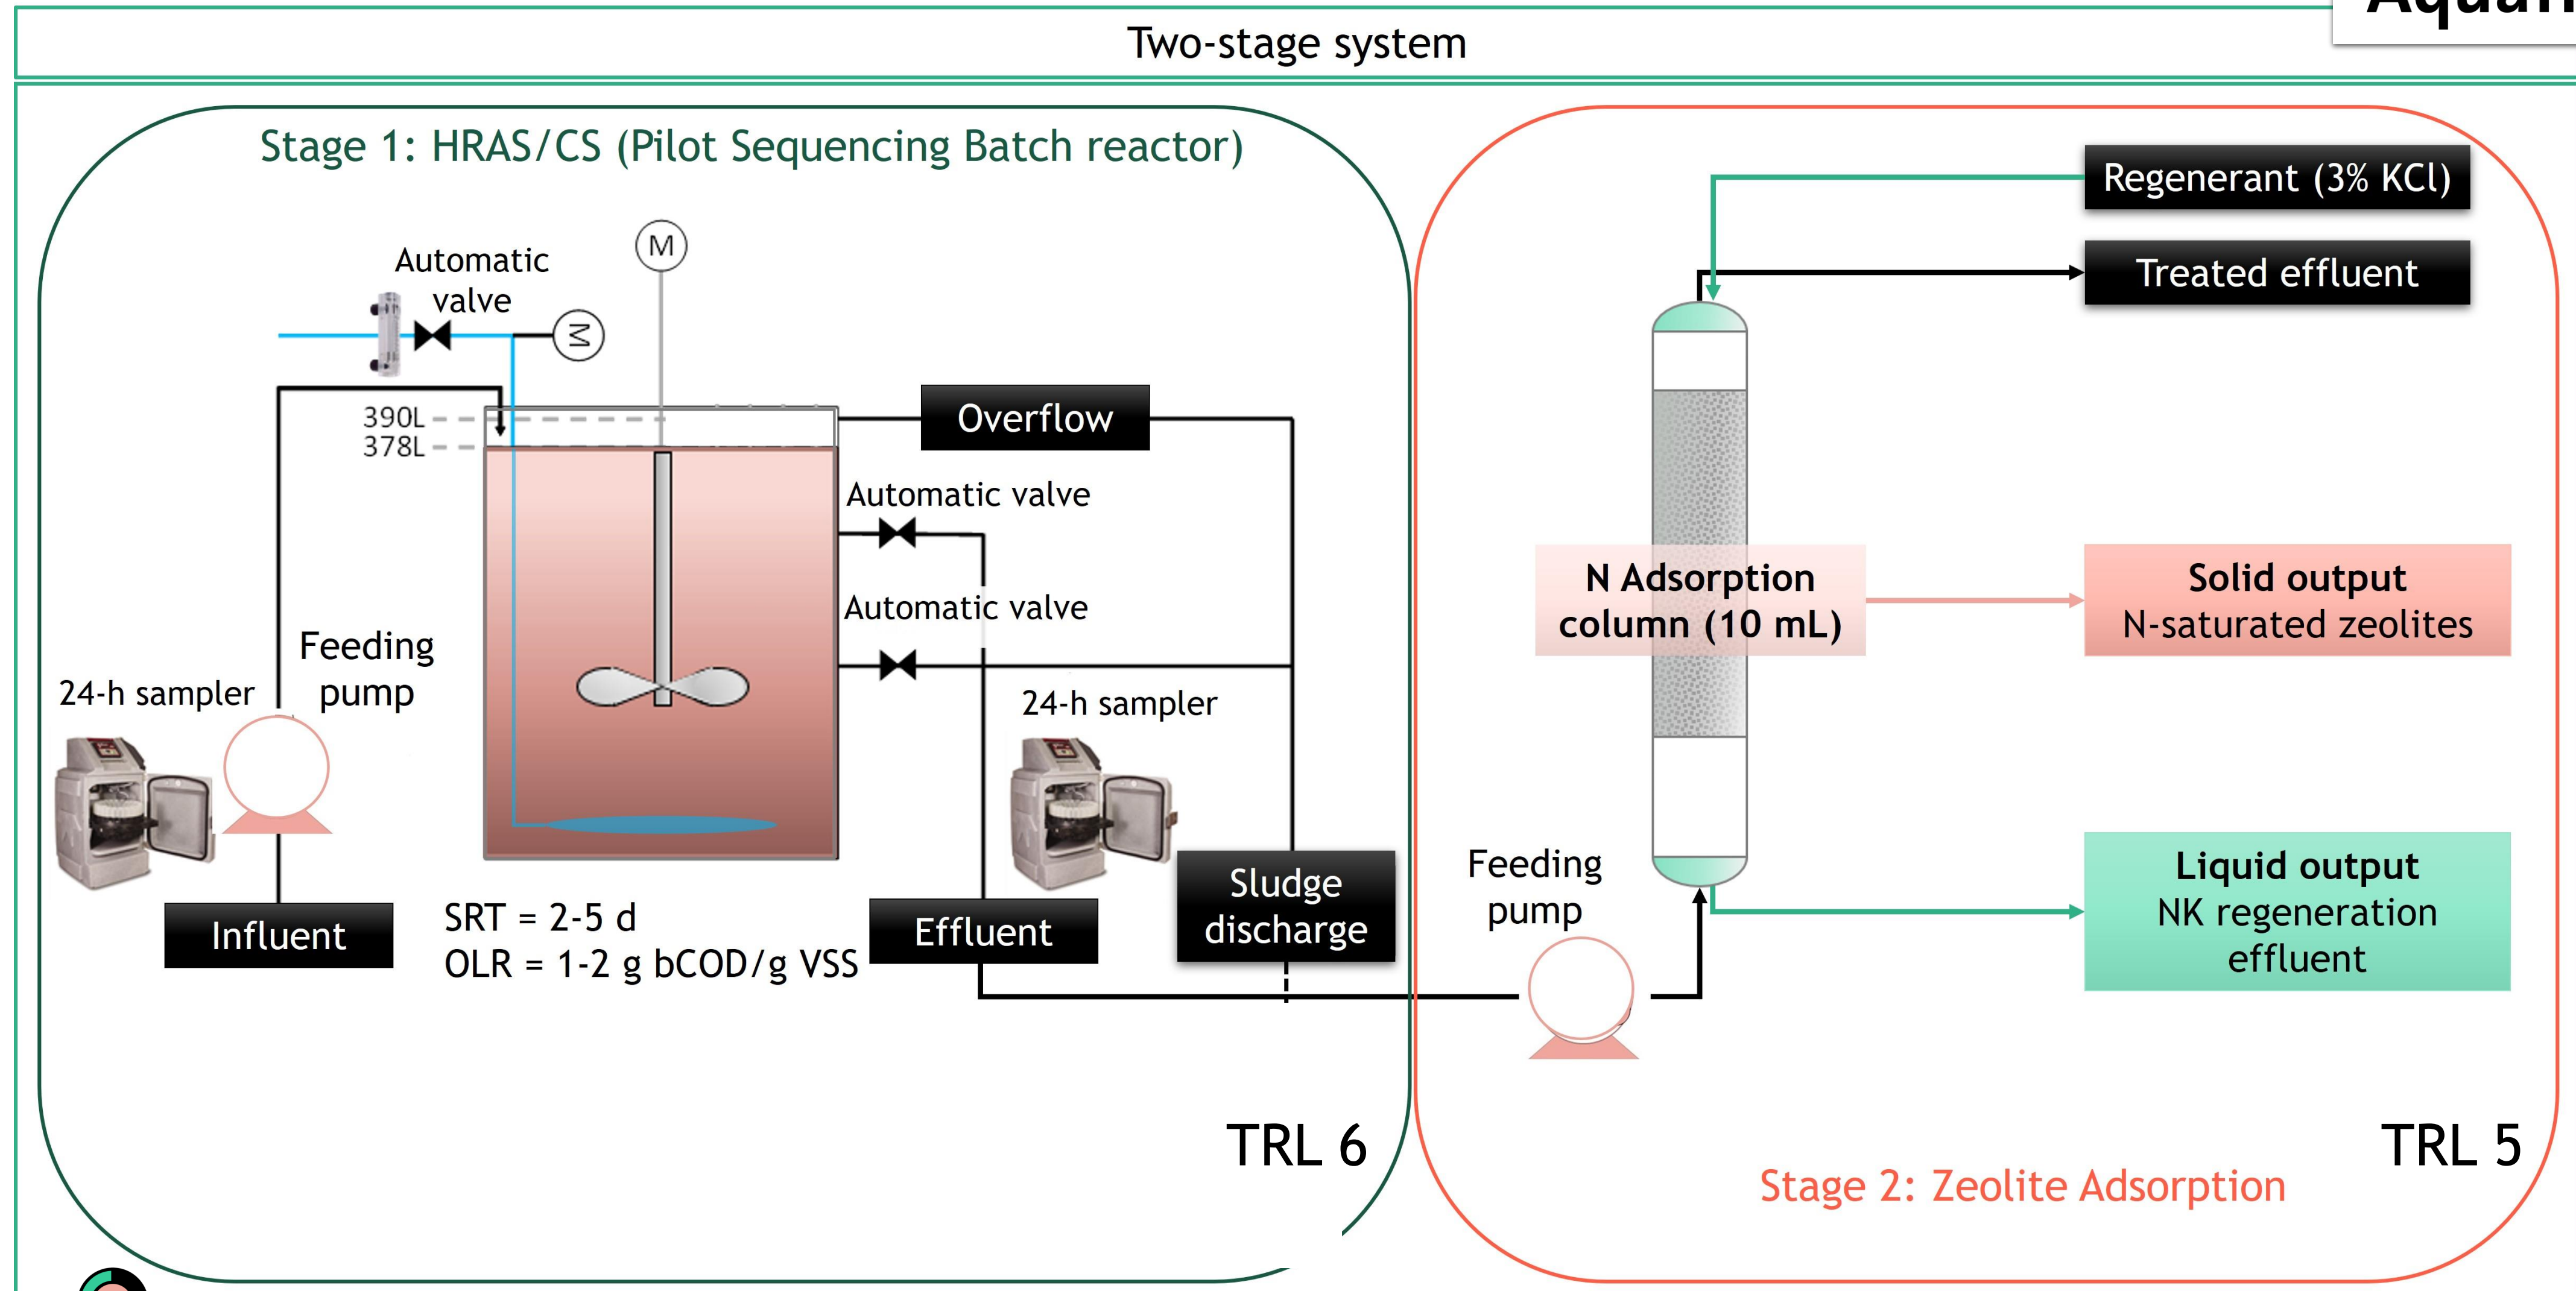 Two-stage system
Stage 1: HRAS/CS (Pilot Sequencing Batch reactor)
M
Automatic
valve
M
390L
378L
Overflow
Automatic valve
Automatic valve
Feeding
pump
24-h sampler
24-h sampler
Influent
SRT = 2-5 d
OLR = 1-2 g bCOD/g VSS
Effluent
Sludge
discharge
TRL 6
Regenerant (3% KCl)
Treated effluent
N Adsorption
column (10 mL)
Solid output
N-saturated zeolites
Feeding
pump
Liquid output
NK regeneration
effluent
TRL 5
Stage 2: Zeolite Adsorption